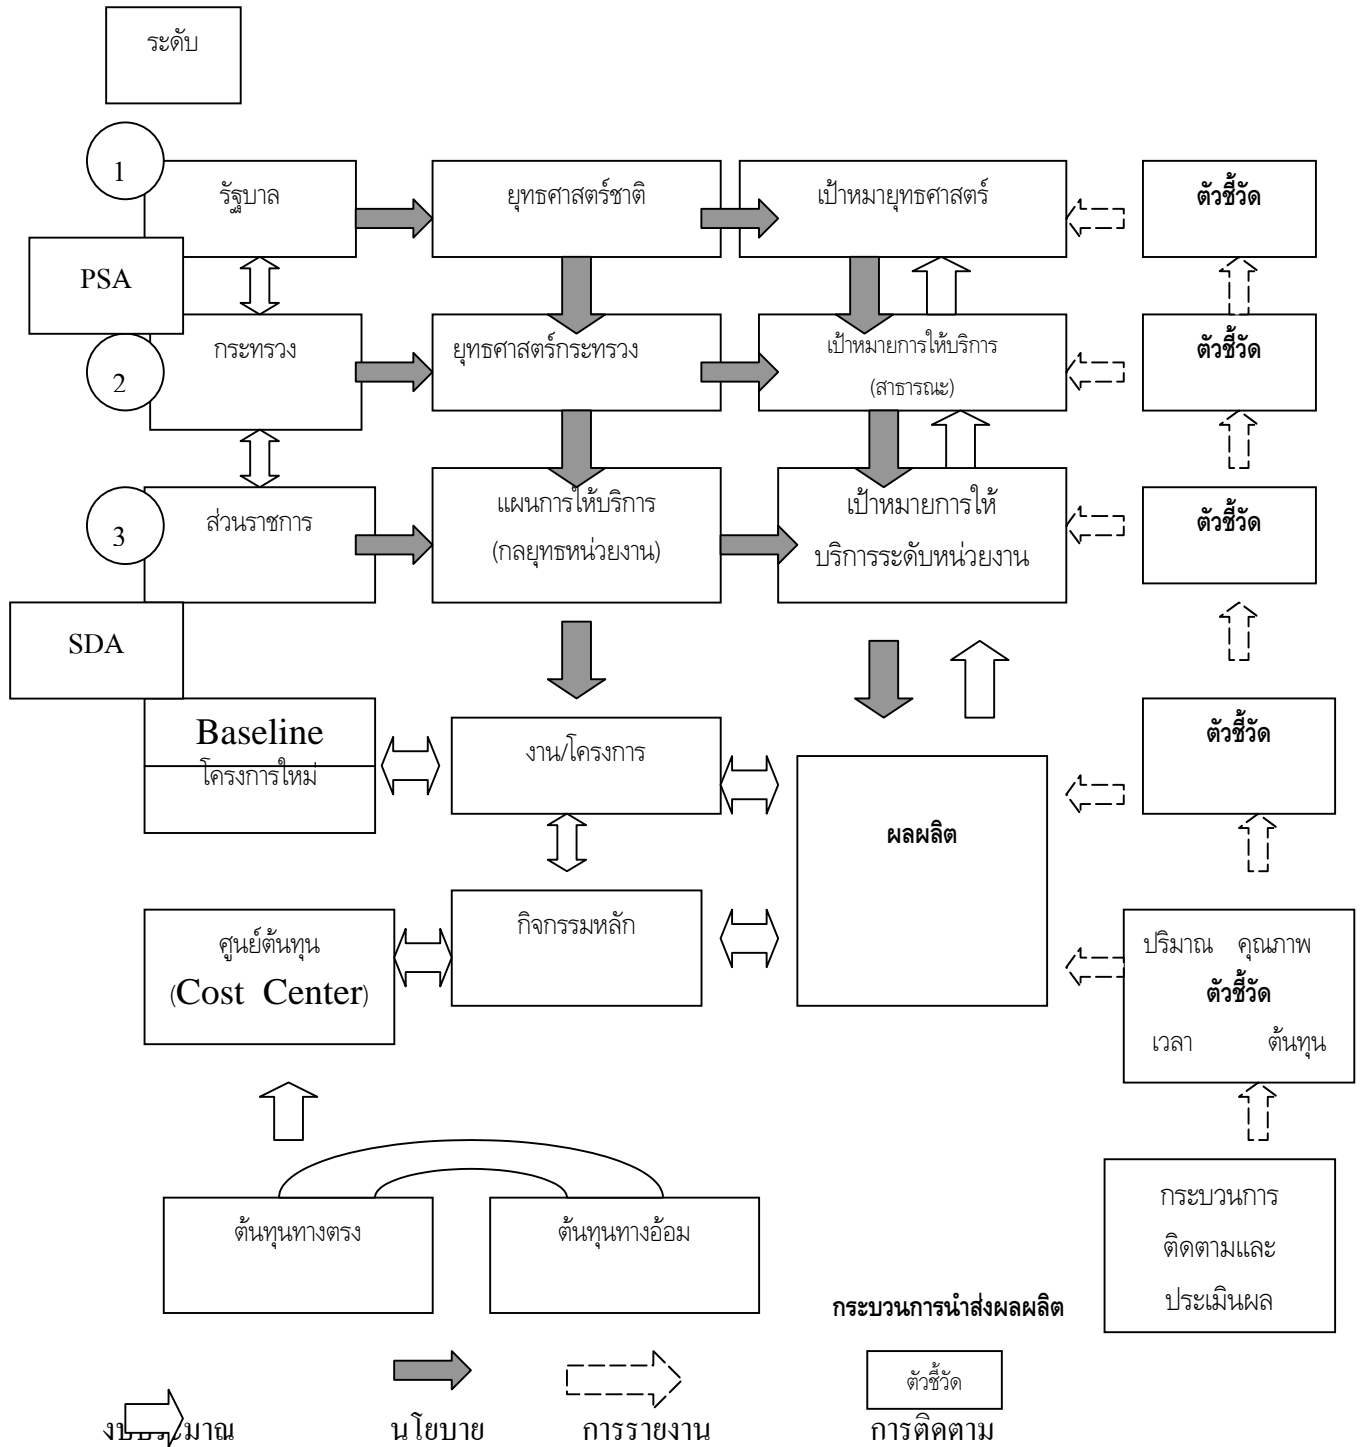 ระดับ
1
รัฐบาล
ยุทธศาสตร์ชาติ
เป้าหมายุทธศาสตร์
ตัวชี้วัด
PSA
2
กระทรวง
ยุทธศาสตร์กระทรวง
เป้าหมายการให้บริการ
(สาธารณะ)
ตัวชี้วัด
3
ส่วนราชการ
แผนการให้บริการ
(กลยุทธหน่วยงาน)
เป้าหมายการให้
บริการระดับหน่วยงาน
ตัวชี้วัด
SDA
Baseline
โครงการใหม่
งาน/โครงการ
ผลผลิต
ตัวชี้วัด
ศูนย์ต้นทุน
(Cost Center)
กิจกรรมหลัก
ปริมาณ คุณภาพ
ตัวชี้วัด
เวลา ต้นทุน
ต้นทุนทางตรง
ต้นทุนทางอ้อม
กระบวนการ
ติดตามและ
ประเมินผล
กระบวนการนำส่งผลผลิต
ตัวชี้วัด
งบประมาณ
นโยบาย
การรายงาน
การติดตาม